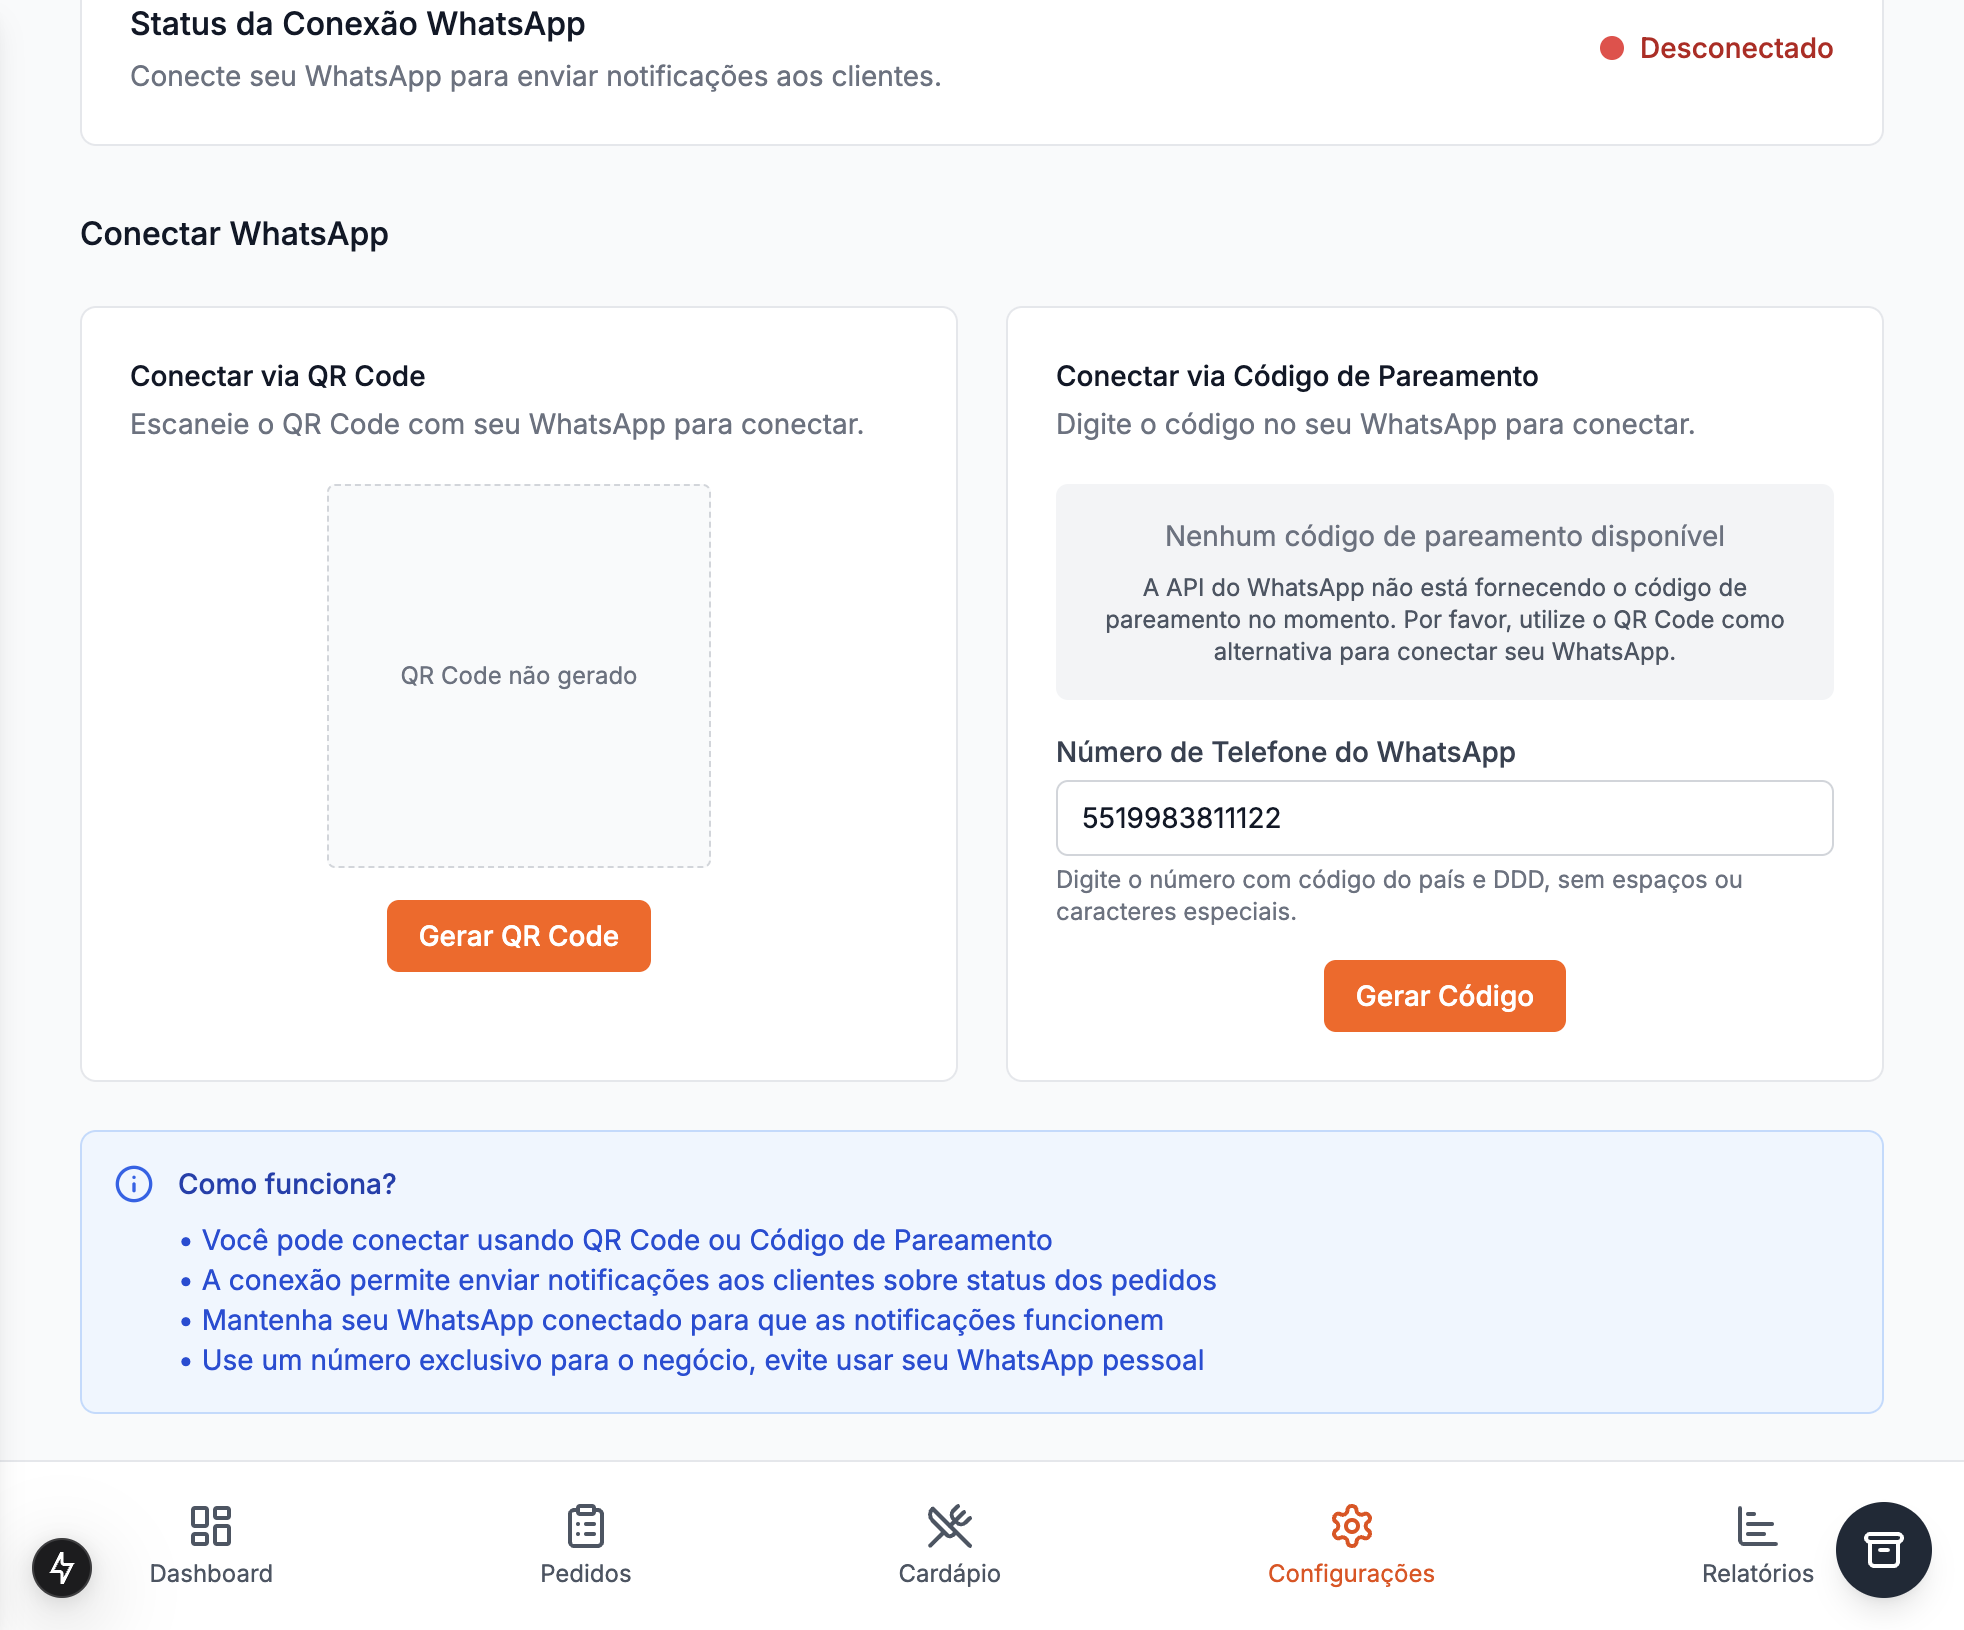 Status da Conexão WhatsApp
Conecte seu WhatsApp para enviar notificações aos clientes.
Desconectado
Conectar WhatsApp
Conectar via QR Code
Escaneie o QR Code com seu WhatsApp para conectar.
QR Code não gerado
Gerar QR Code
Conectar via Código de Pareamento
Digite o código no seu WhatsApp para conectar.
Nenhum código de pareamento disponível
A API do WhatsApp não está fornecendo o código de
pareamento no momento. Por favor, utilize o QR Code como
alternativa para conectar seu WhatsApp.
Número de Telefone do WhatsApp
5519983811122
Digite o número com código do país e DDD, sem espaços ou
caracteres especiais.
Gerar Código
Como funciona?
• Você pode conectar usando QR Code ou Código de Pareamento
• A conexão permite enviar notificações aos clientes sobre status dos pedidos
• Mantenha seu WhatsApp conectado para que as notificações funcionem
• Use um número exclusivo para o negócio, evite usar seu WhatsApp pessoal
Dashboard
Pedidos
Cardápio
Configurações
Relatórios